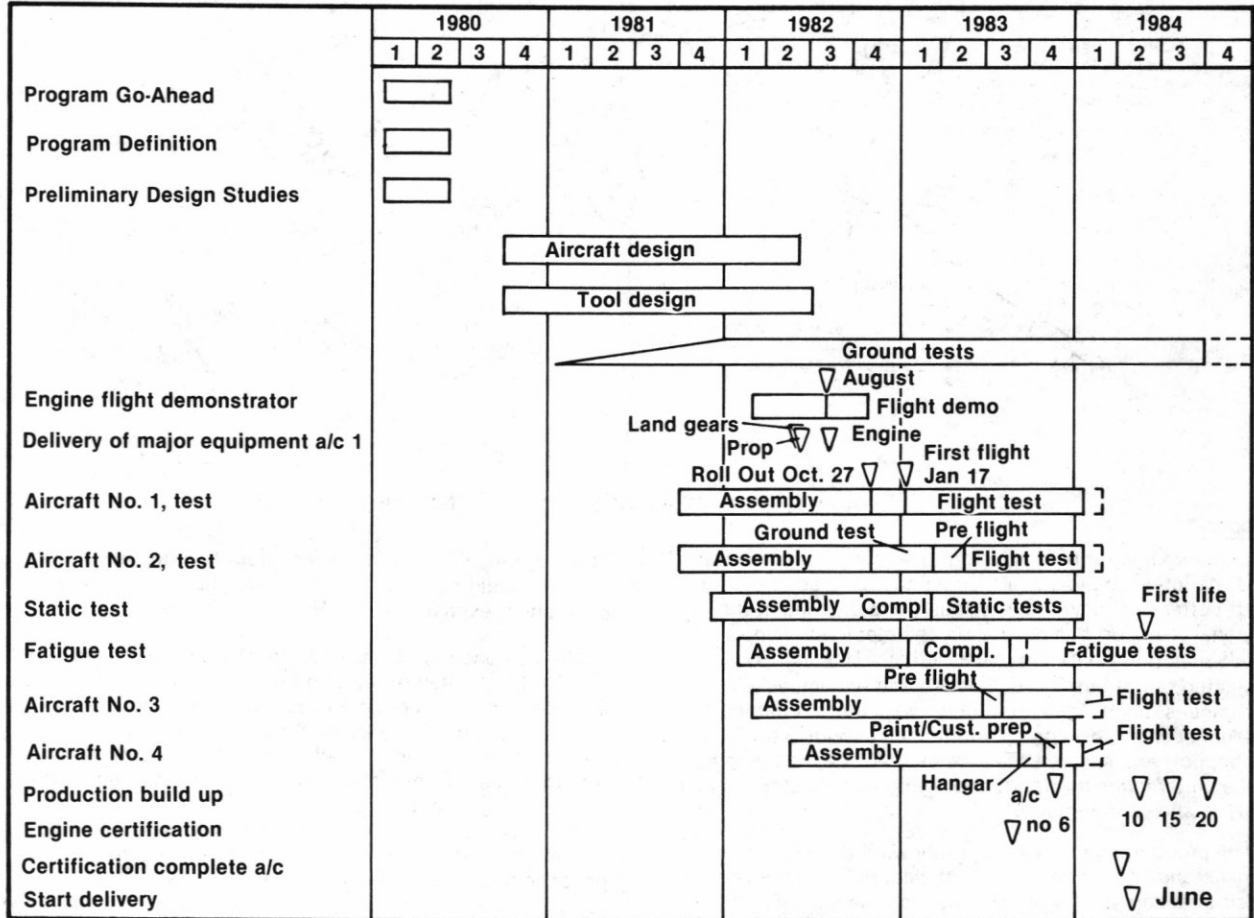 1980 1981 1982 1983 1984
1 2 3 4 1 2 3 4 1 2 3 4 1 2 3 4 1 2 3 4
Program Go-Ahead
Program Definition
Preliminary Design Studies
Aircraft design
Tool design
Ground tests
August
Engine flight demonstrator Flight demo
Land gears
Delivery of major equipment a/c 1 Prop Engine
First flight
Roll Out Oct. 27 Jan 17
Aircraft No. 1, test Assembly Flight test
Ground test Pre flight
Aircraft No. 2, test Assembly Flight test
First life
Static test Assembly Compl Static tests
Fatigue test Assembly Compl. Fatigue tests
Pre flight
Aircraft No. 3 Assembly Flight test
Paint/Cust. prep Flight test
Aircraft No. 4 Assembly
Hangar
Production build up a/c
10 15 20
Engine certification no 6
Certification complete a/c
Start delivery June